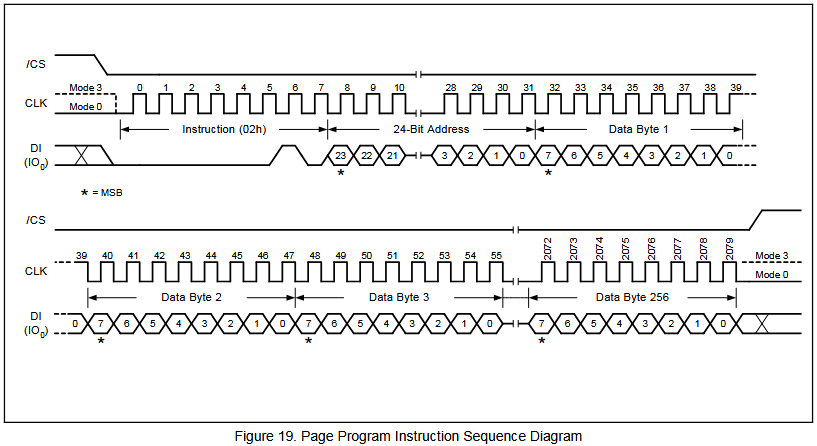 /CS
Mode 3 0 1 2 3 4 5 6 7 8 9 10 28 29 30 31 32 33 34 35 36 37 38 39
CLK
Mode 0
Instruction (02h) 24-Bit Address Data Byte 1
DI
(IO0) 23 22 21 3 2 1 0 7 6 5 4 3 2 1 0
* *
* = MSB
/CS
2072 2073 2074 2075 2076 2077 2078 2079
39 40 41 42 43 44 45 46 47 48 49 50 51 52 53 54 55 Mode 3
CLK
Mode 0
Data Byte 2 Data Byte 3 Data Byte 256
DI
(IO0) 0 7 6 5 4 3 2 1 0 7 6 5 4 3 2 1 0 7 6 5 4 3 2 1 0
* * *
Figure 19. Page Program Instruction Sequence Diagram